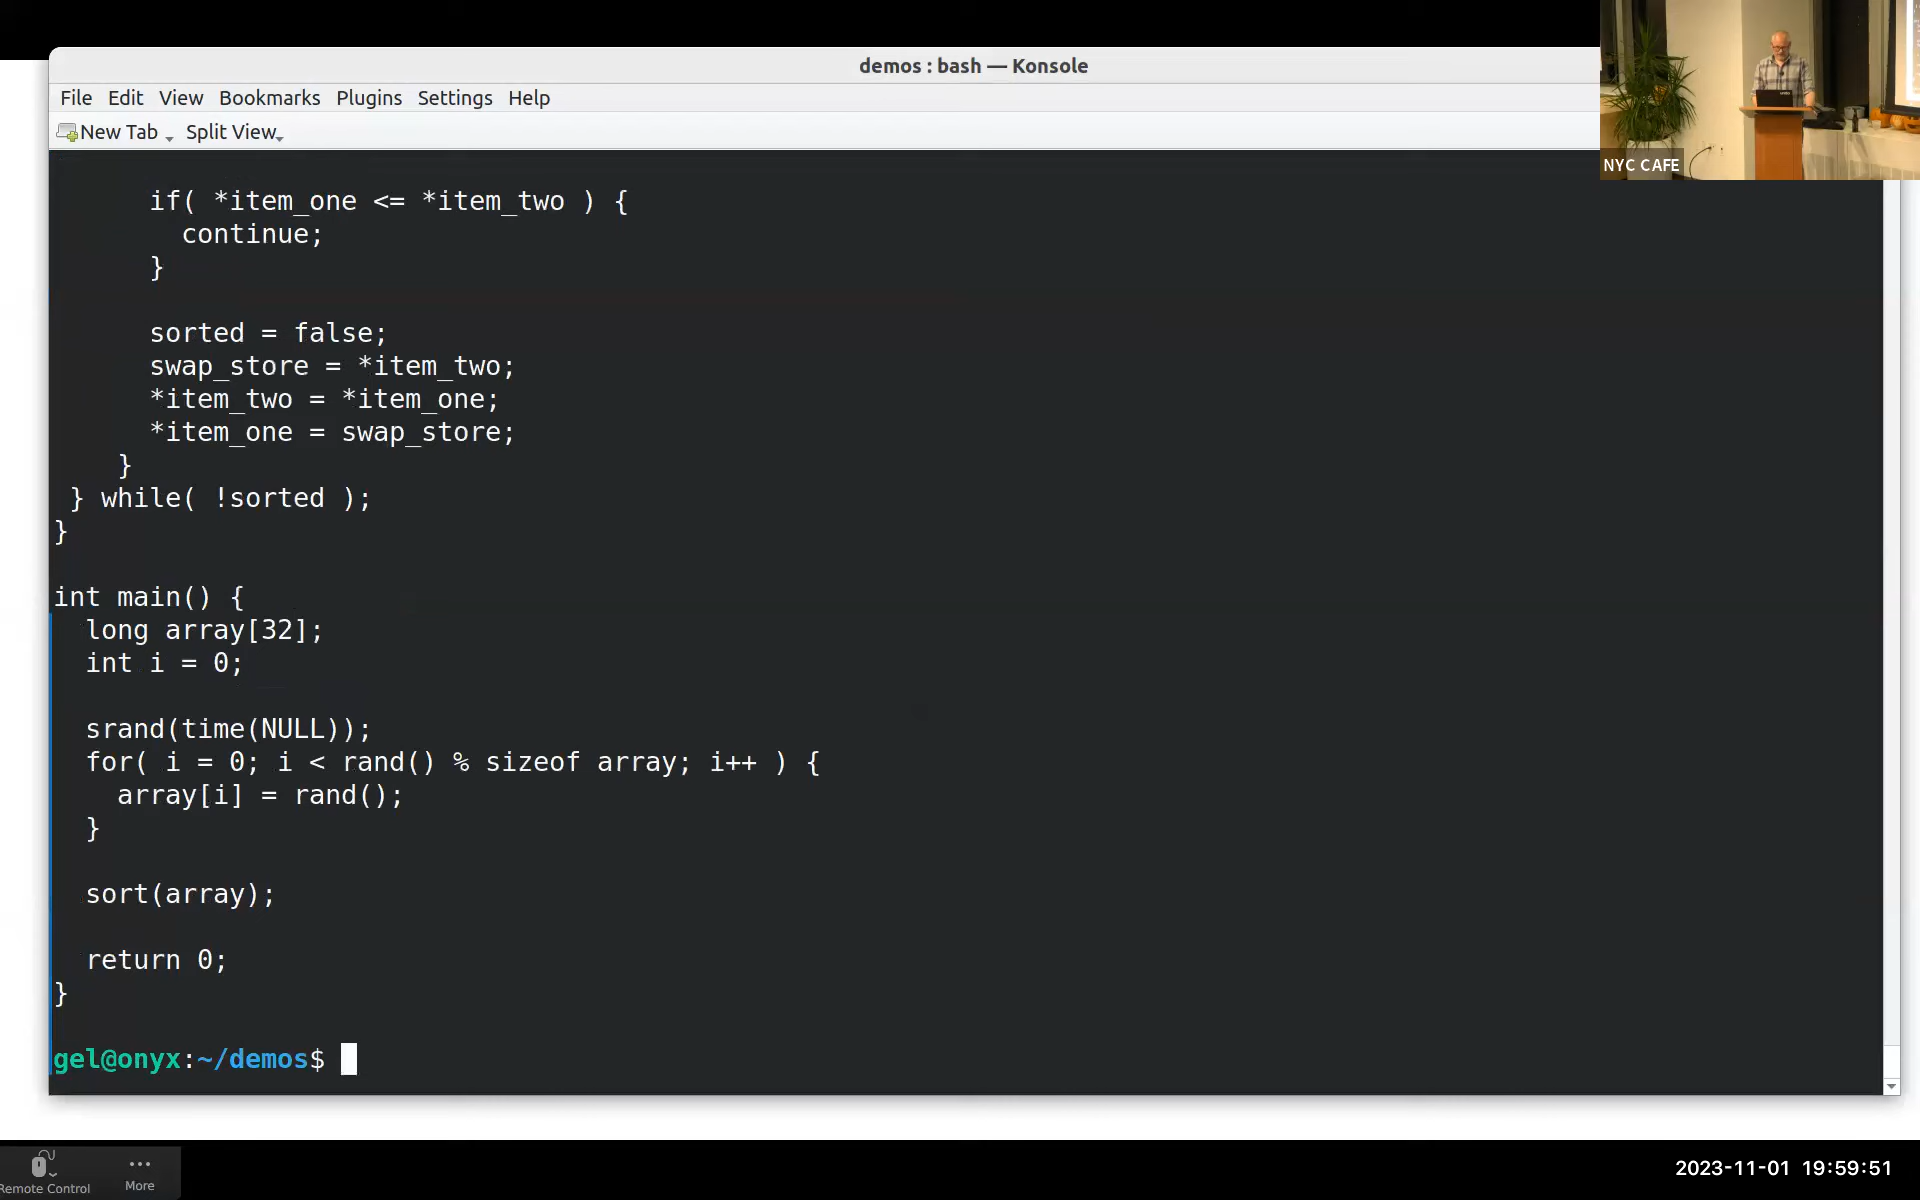 demos : bash — Konsole
File Edit View Bookmarks Plugins Settings Help
New Tab Split View
NYC CAFE
if( *item_one <= *item_two ) {
continue;
}
sorted = false;
swap_store = *item_two;
*item_two = *item_one;
*item_one = swap_store;
}
} while( !sorted );
}
int main() {
long array[32];
int i = 0;
srand(time(NULL));
for( i = 0; i < rand() % sizeof array; i++ ) {
array[i] = rand();
}
sort(array);
return 0;
}
gel@onyx:~/demos$
Remote Control
More
2023-11-01 19:59:51